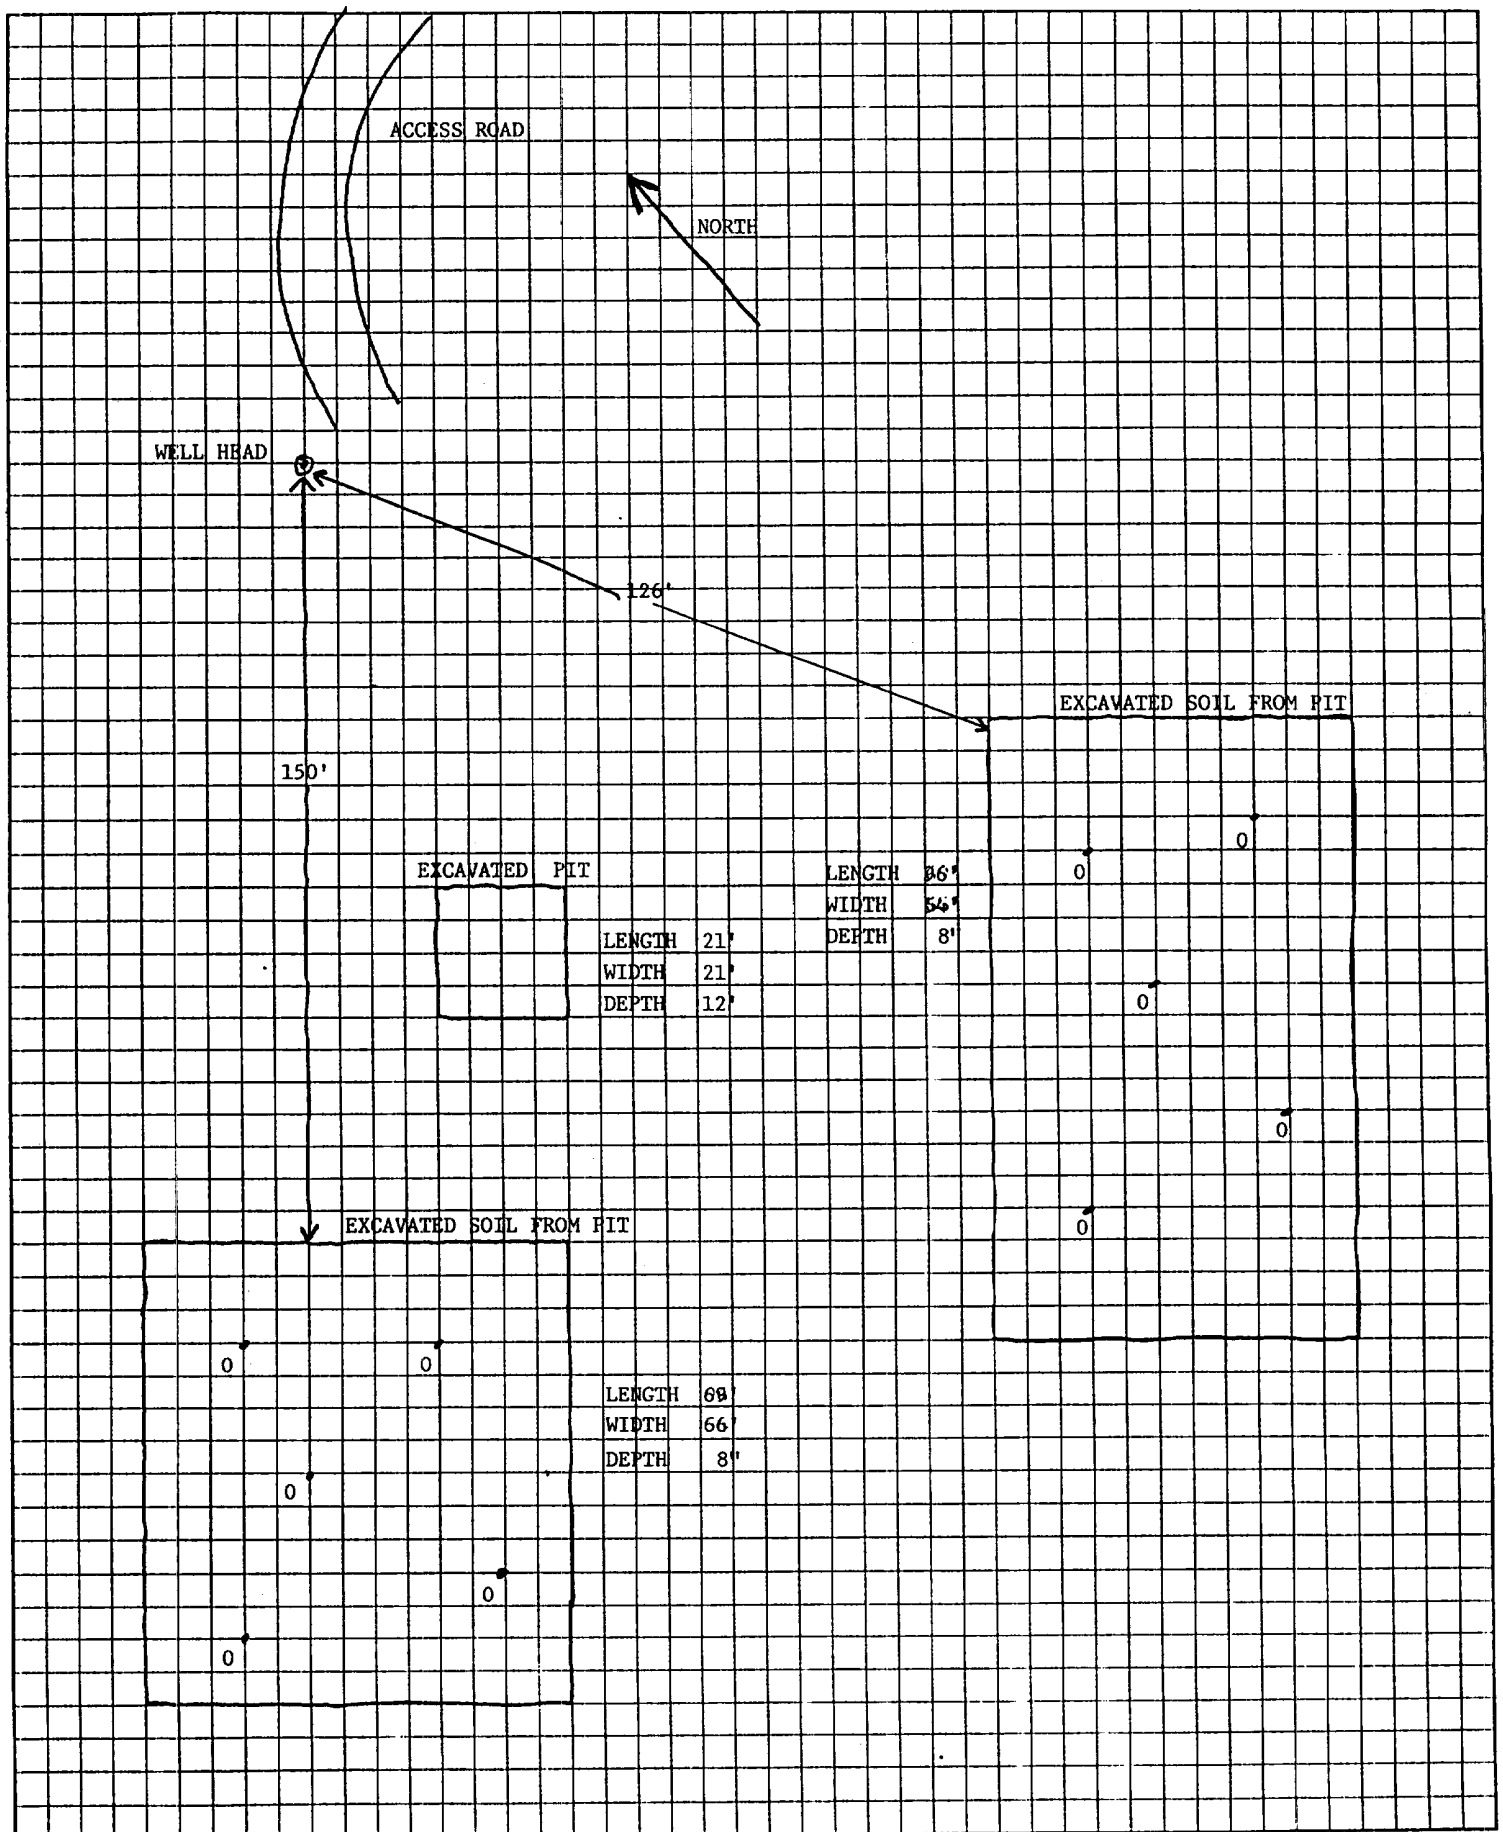 ACCESS ROAD
NORTH
WELL HEAD
126'
EXCAVATED SOIL FROM PIT
150'
0
EXCAVATED PIT
0
LENGTH
WIDTH
DEPTH 8'
LENGTH 21'
WIDTH 21'
DEPTH 12'
0
0
0
EXCAVATED SOIL FROM PIT
0
0
LENGTH
WIDTH 66'
DEPTH 8"
0
0
0